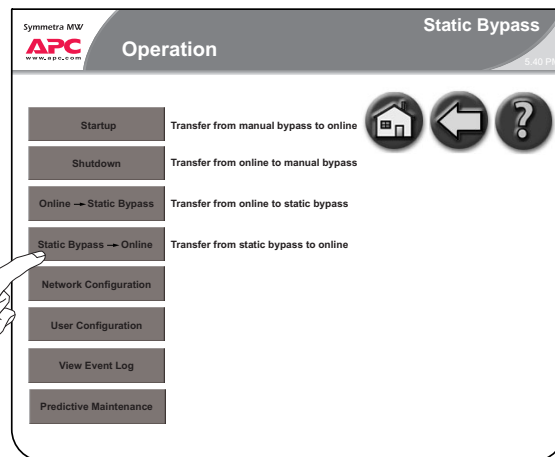 Symmetra MW
APC
www.apc.com
Operation
Static Bypass
5.40 P
Startup
Transfer from manual bypass to online
Shutdown
Transfer from online to manual bypass
Online → Static Bypass
Transfer from online to static bypass
Static Bypass → Online
Transfer from static bypass to online
Network Configuration
User Configuration
View Event Log
Predictive Maintenance
?